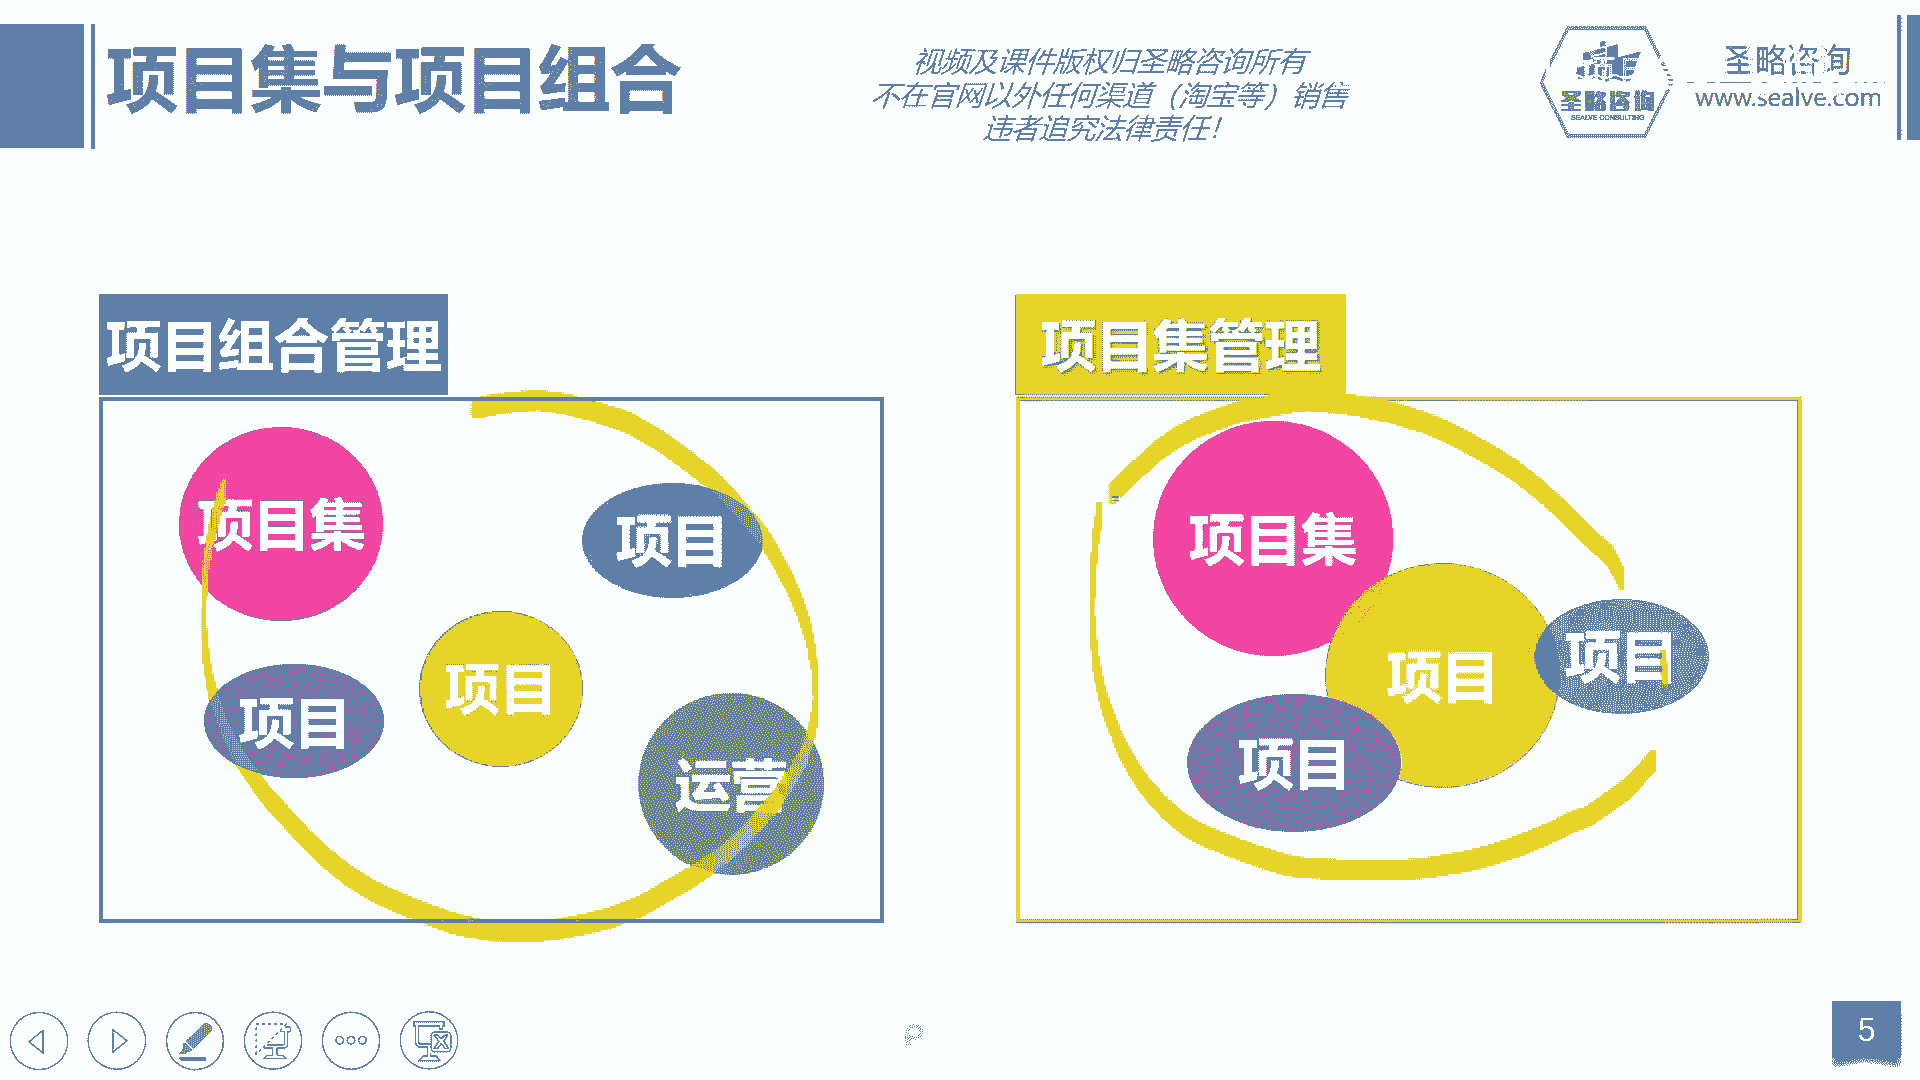 项目集与项目组合
视频及课件版权归圣略咨询所有
不在官网以外任何渠道（淘宝等）销售
违者追究法律责任！
圣略咨询
SEALVE CONSULTING
圣略咨询
www.sealve.com
项目组合管理
项目集
项目
项目
项目
运营
项目集管理
项目集
项目
项目
项目
5